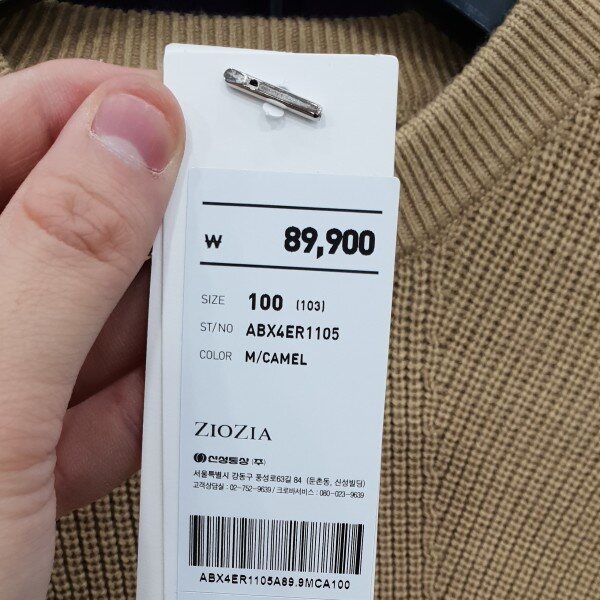 ₩ 89,900
SIZE 100 (103)
ST/NO ABX4ER1105
COLOR M/CAMEL
ZIOZIA
신성통상 (주)
서울특별시 강동구 풍성로63길 84 (둔촌동, 신성빌딩)
고객상담실 : 02-752-9639 / 크로바서비스 : 080-023-9639
ABX4ER1105A89.9MCA100